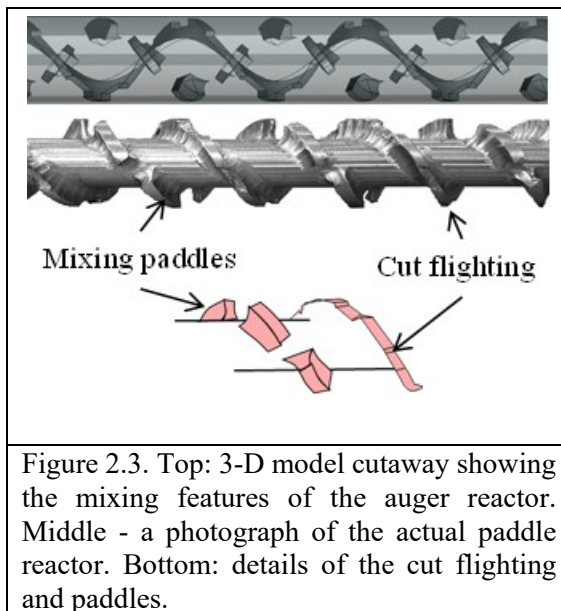 Mixing paddles
Cut flighting
Figure 2.3. Top: 3-D model cutaway showing
the mixing features of the auger reactor.
Middle - a photograph of the actual paddle
reactor. Bottom: details of the cut flighting
and paddles.